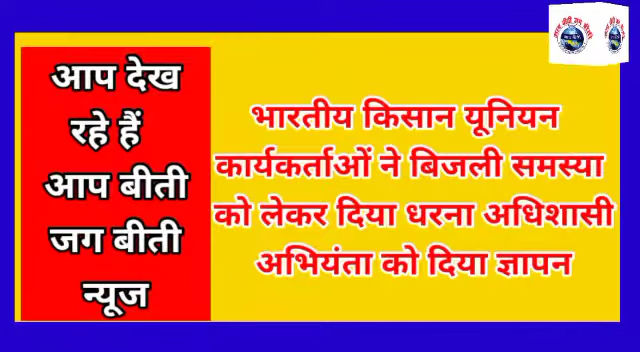 आप देख
रहे हैं
आप बीती
जग बीती
न्यूज
भारतीय किसान यूनियन
कार्यकर्ताओं ने बिजली समस्या
को लेकर दिया धरना अधिशासी
अभियंता को दिया ज्ञापन